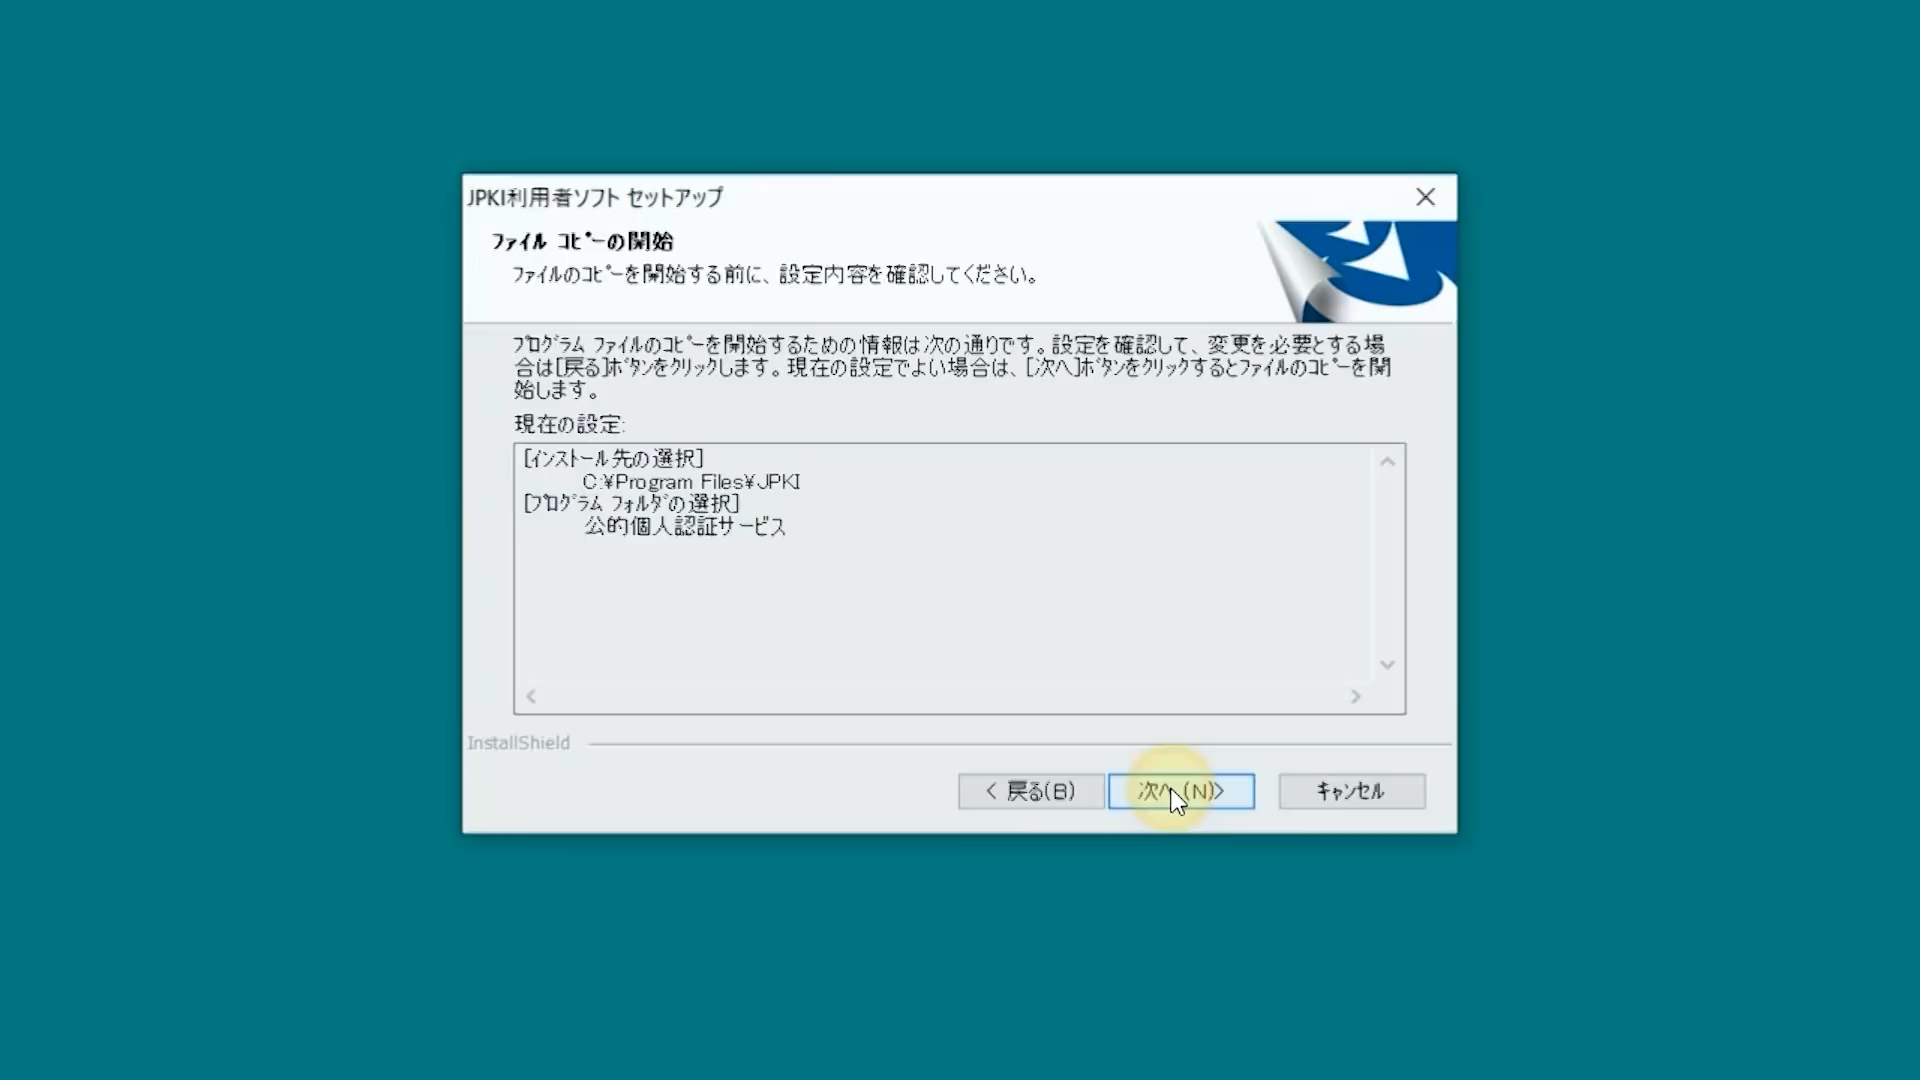 JPKI利用者ソフト セットアップ
ﾌｧｲﾙ ｺﾋﾟｰの開始
ﾌｧｲﾙのｺﾋﾟｰを開始する前に、設定内容を確認してください。
ﾌﾟﾛｸﾞﾗﾑ ﾌｧｲﾙのｺﾋﾟｰを開始するための情報は次の通りです。設定を確認して、変更を必要とする場
合は[戻る]ﾎﾞﾀﾝをｸﾘｯｸします。現在の設定でよい場合は、[次へ]ﾎﾞﾀﾝをｸﾘｯｸするとﾌｧｲﾙのｺﾋﾟｰを開
始します。
現在の設定:
[ｲﾝｽﾄｰﾙ先の選択]
C:¥Program Files¥JPKI
[ﾌﾟﾛｸﾞﾗﾑ ﾌｫﾙﾀﾞの選択]
公的個人認証サービス
InstallShield
< 戻る(B)
次へ(N)>
ｷｬﾝｾﾙ